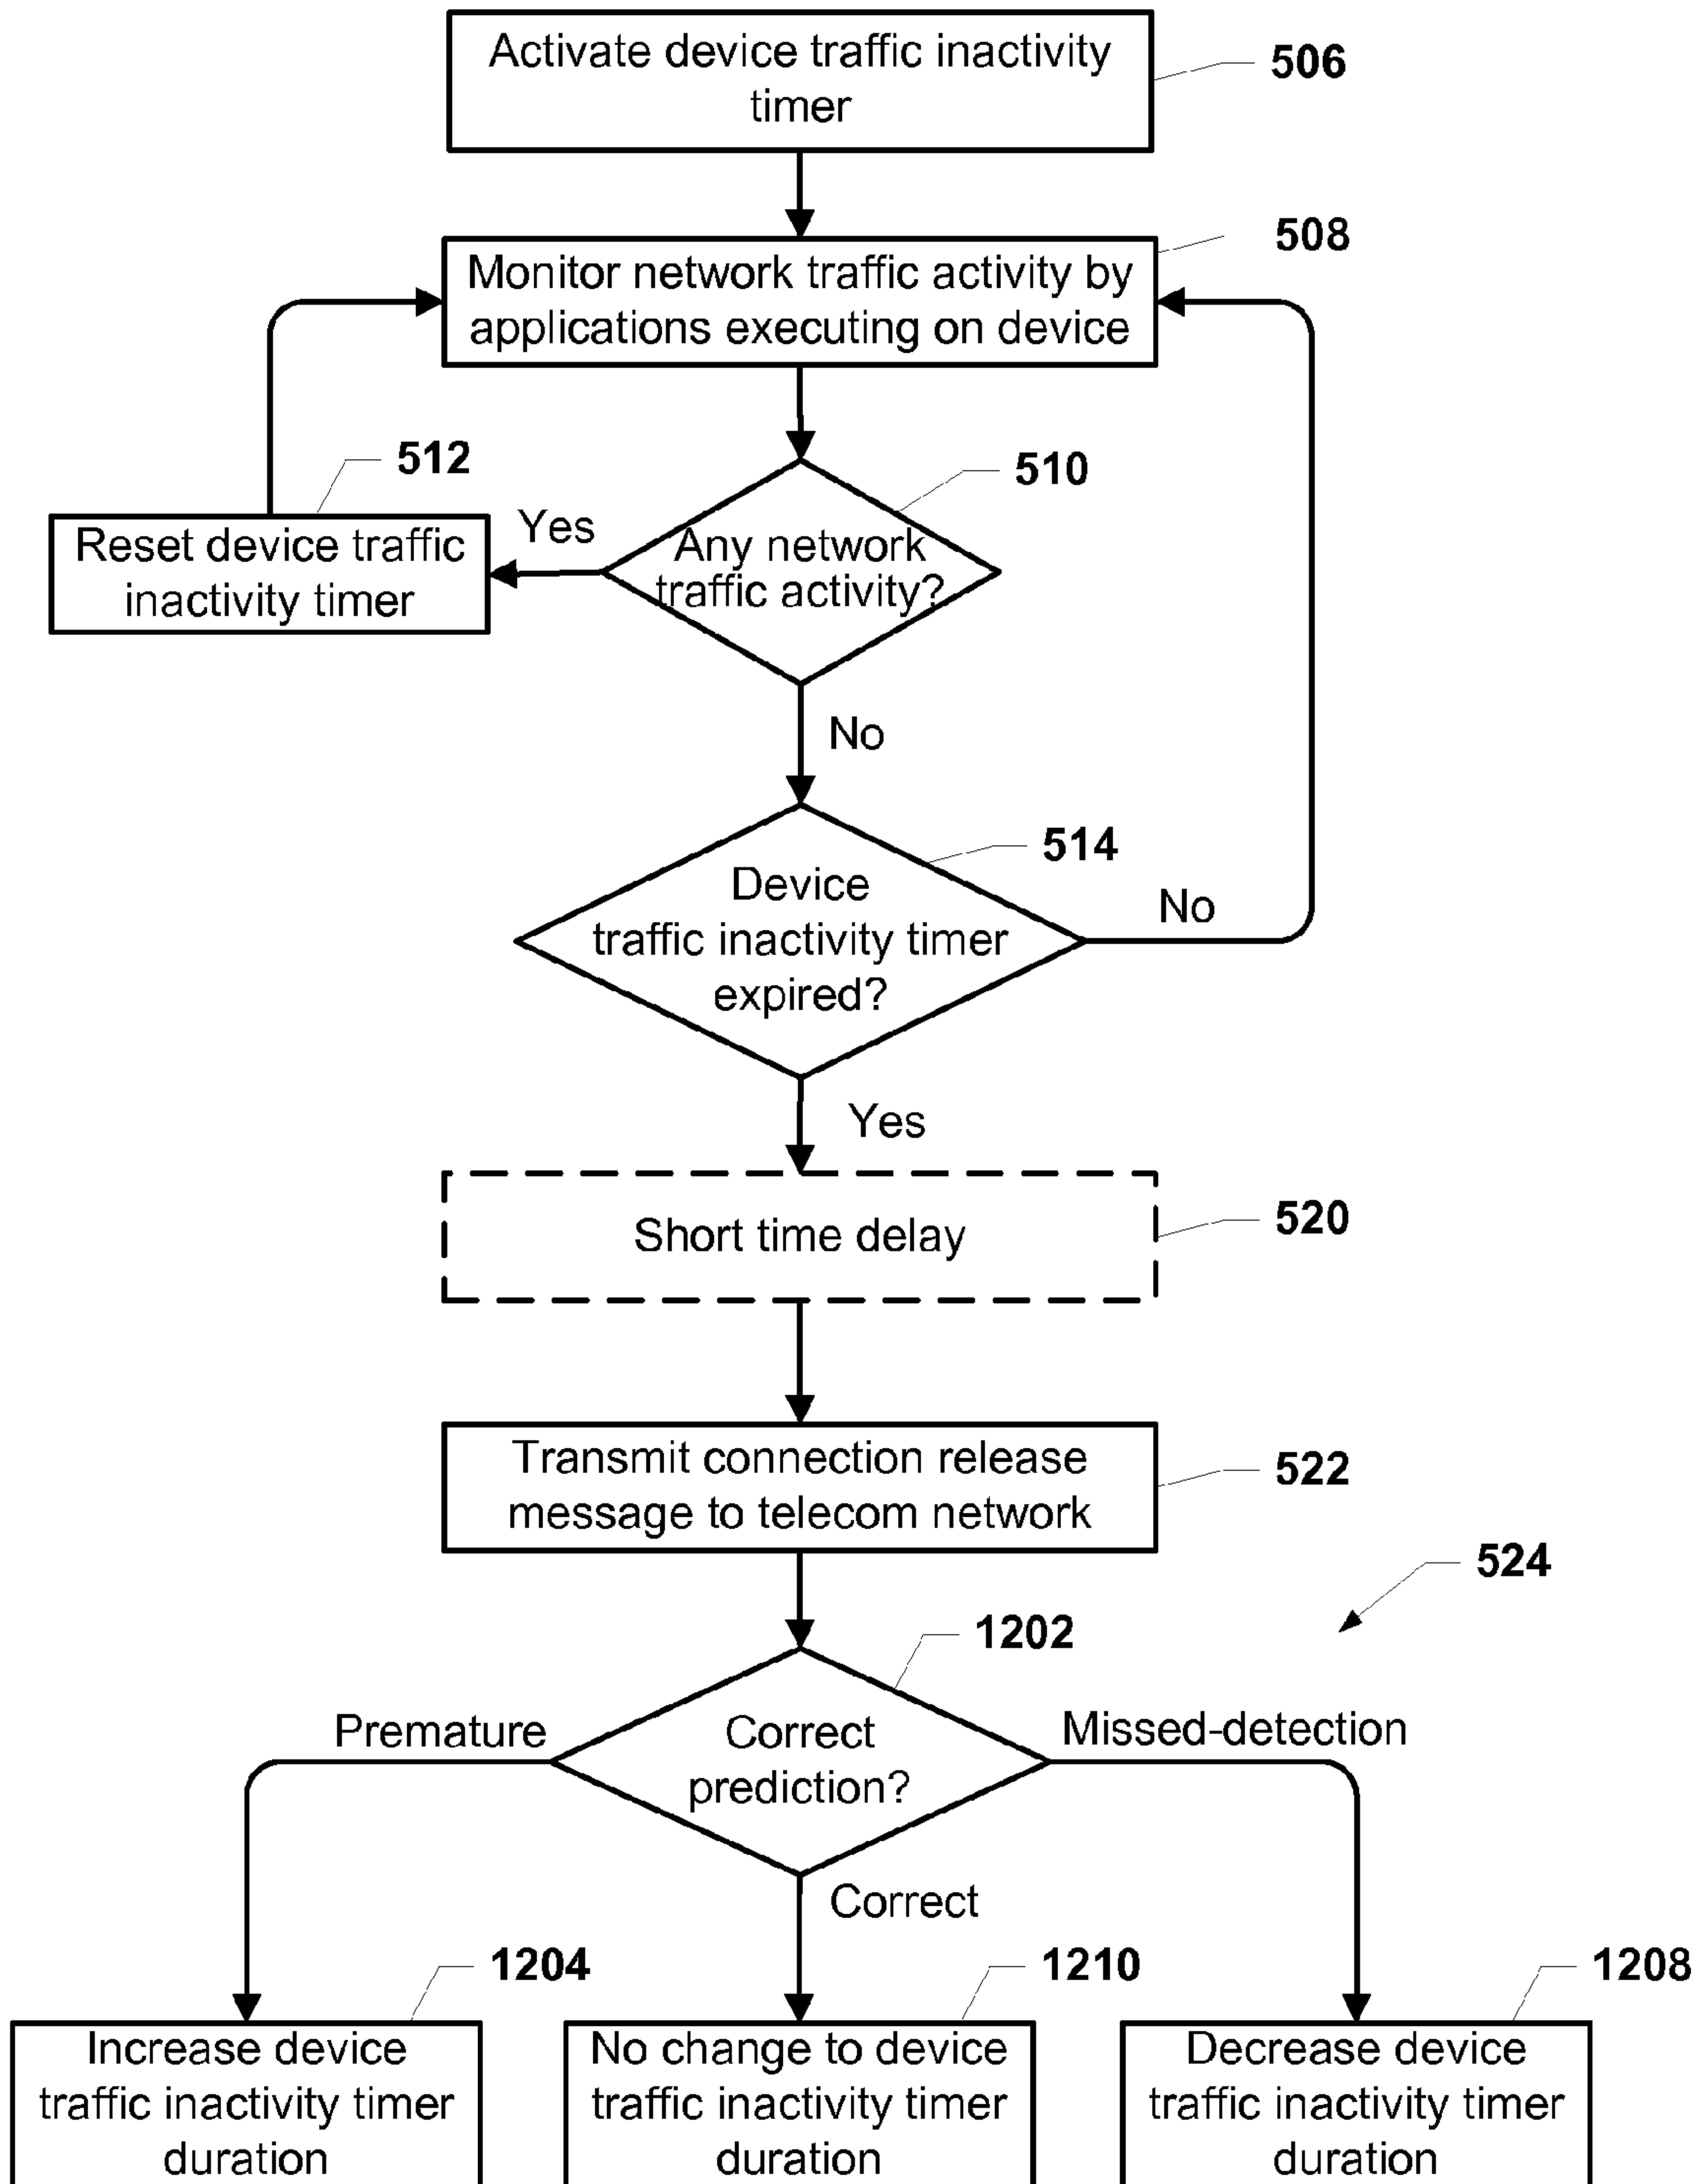 Activate device traffic inactivity
timer
506
508
Monitor network traffic activity by
applications executing on device
512
510
Reset device traffic
inactivity timer
Yes
Any network
traffic activity?
No
514
Device
traffic inactivity timer
expired?
No
Yes
Short time delay
520
Transmit connection release
message to telecom network
522
524
1202
Premature
Correct
prediction?
Missed-detection
Correct
1204
1210
1208
Increase device
traffic inactivity timer
duration
No change to device
traffic inactivity timer
duration
Decrease device
traffic inactivity timer
duration